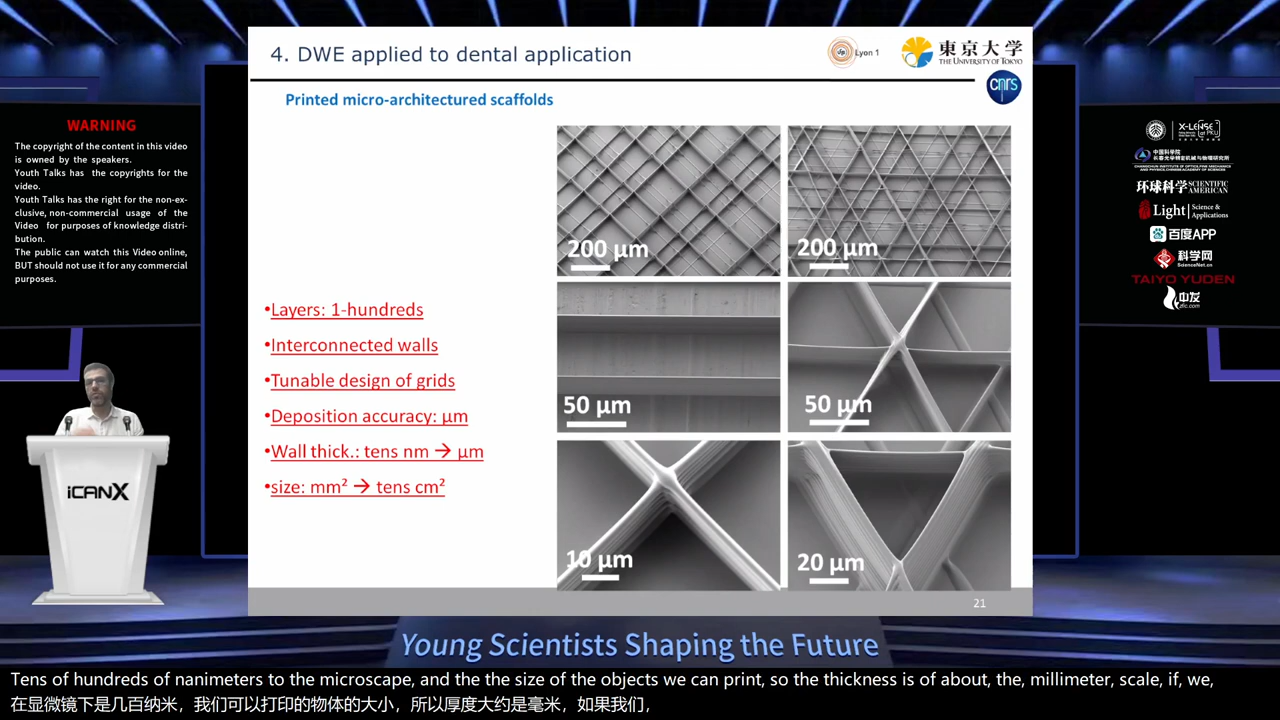 4. DWE applied to dental application
Lyon 1
東京大学
THE UNIVERSITY OF TOKYO
cnrs
Printed micro-architectured scaffolds
•Layers: 1-hundreds
•Interconnected walls
•Tunable design of grids
•Deposition accuracy: µm
•Wall thick.: tens nm → µm
•size: mm² → tens cm²
200 µm
200 µm
50 µm
50 µm
10 µm
20 µm
21
WARNING
The copyright of the content in this video
is owned by the speakers.
Youth Talks has the copyrights for the
video.
Youth Talks has the right for the non-ex-
clusive, non-commercial usage of the
Video for purposes of knowledge distri-
bution.
The public can watch this Video online,
BUT should not use it for any commercial
purposes.
iCANX
X-LENSE
PKU
中国科学院
长春光学精密机械与物理研究所
CHANGCHUN INSTITUTE OF OPTICS, FINE MECHANICS
AND PHYSICS, CHINESE ACADEMY OF SCIENCES
环球科学 SCIENTIFIC AMERICAN
Light Science & Applications
百度APP
科学网
ScienceNet.cn
TAIYO YUDEN
中发
zfic.com
Young Scientists Shaping the Future
Tens of hundreds of nanimeters to the microscape, and the the size of the objects we can print, so the thickness is of about, the, millimeter, scale, if, we,
在显微镜下是几百纳米，我们可以打印的物体的大小，所以厚度大约是毫米，如果我们，